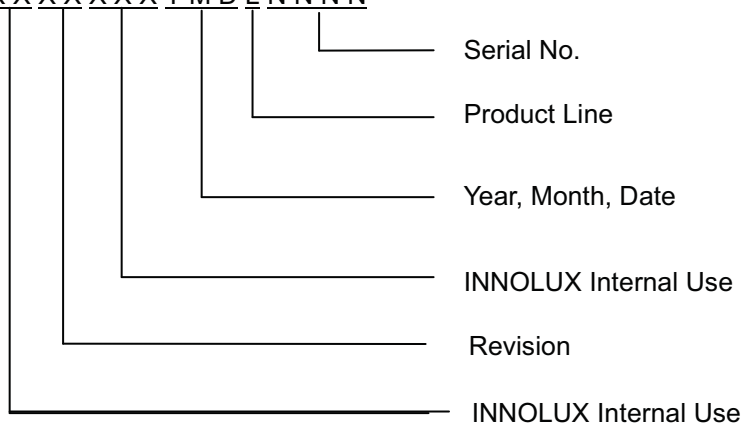 X X X X X X X Y M D L N N N N
Serial No.
Product Line
Year, Month, Date
INNOLUX Internal Use
Revision
INNOLUX Internal Use